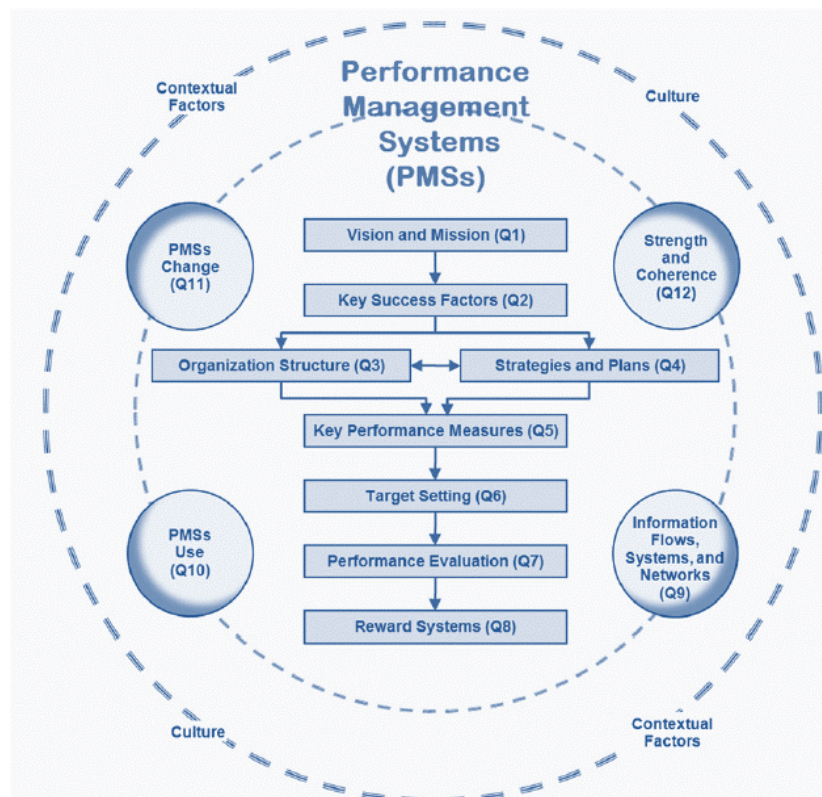 Performance
Management
Systems
(PMSs)
Contextual
Factors
Culture
PMSs
Change
(Q11)
Strength
and
Coherence
(Q12)
Vision and Mission (Q1)
Key Success Factors (Q2)
Organization Structure (Q3)
Strategies and Plans (Q4)
Key Performance Measures (Q5)
Target Setting (Q6)
Performance Evaluation (Q7)
Reward Systems (Q8)
PMSs
Use
(Q10)
Information
Flows,
Systems, and
Networks
(Q9)
Culture
Contextual
Factors